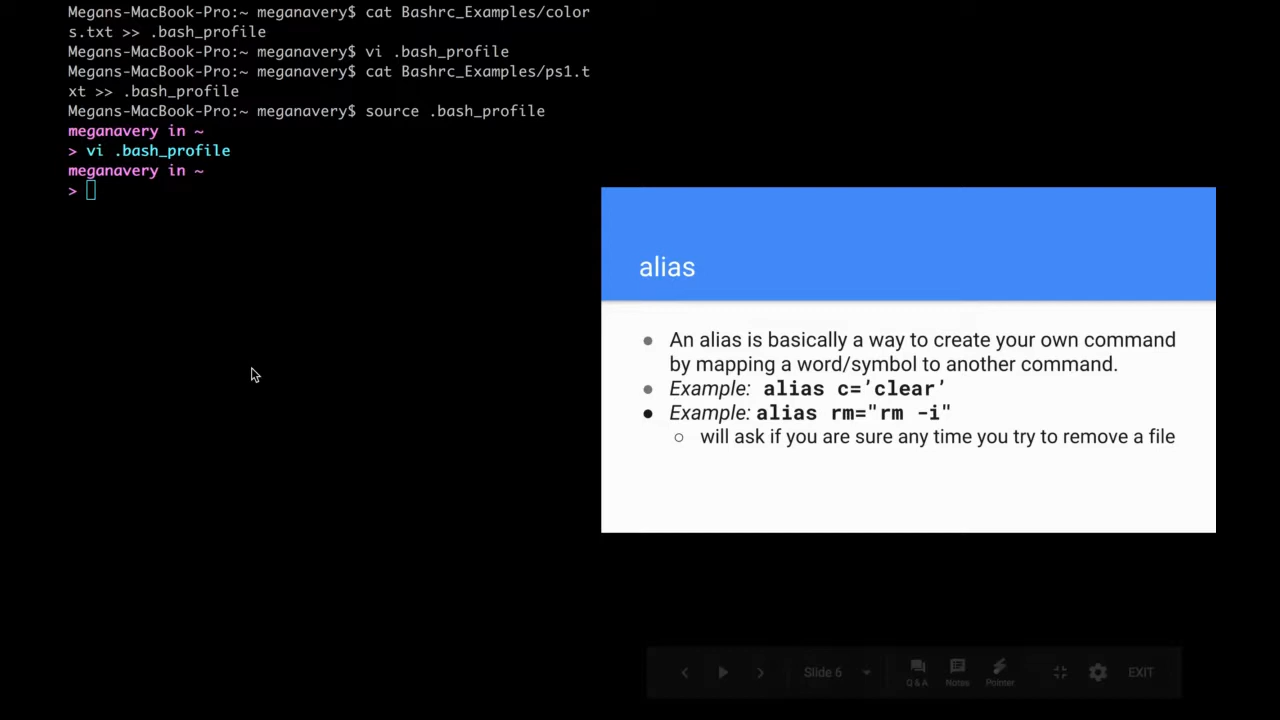 Megans-MacBook-Pro:~ meganavery$ cat Bashrc_Examples/color
s.txt >> .bash_profile
Megans-MacBook-Pro:~ meganavery$ vi .bash_profile
Megans-MacBook-Pro:~ meganavery$ cat Bashrc_Examples/ps1.t
xt >> .bash_profile
Megans-MacBook-Pro:~ meganavery$ source .bash_profile
meganavery in ~
> vi .bash_profile
meganavery in ~
>
alias
● An alias is basically a way to create your own command
by mapping a word/symbol to another command.
● Example: alias c=’clear’
● Example: alias rm="rm -i"
○ will ask if you are sure any time you try to remove a file
Slide 6
Q & A
Notes
Pointer
EXIT